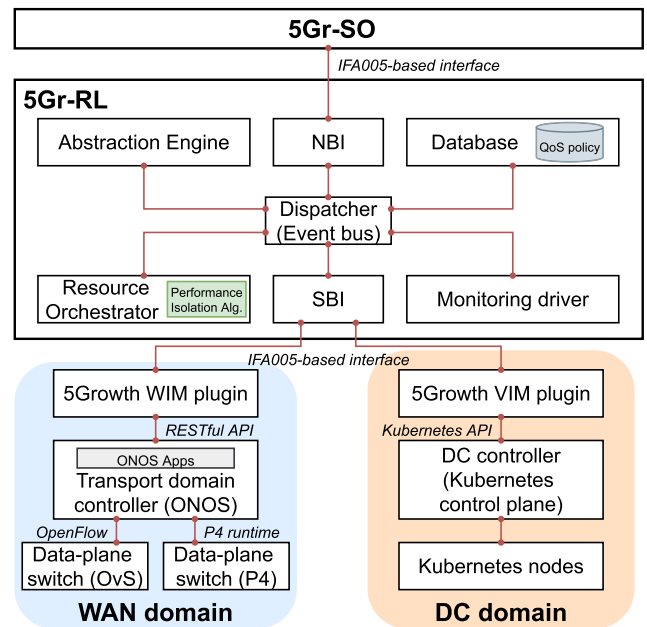 5Gr-SO
IFA005-based interface
5Gr-RL
Abstraction Engine
NBI
Database
QoS policy
Dispatcher
(Event bus)
Resource
Orchestrator
Performance
Isolation Alg.
SBI
Monitoring driver
IFA005-based interface
5Growth WIM plugin
5Growth VIM plugin
RESTful API
Kubernetes API
ONOS Apps
Transport domain
controller (ONOS)
DC controller
(Kubernetes
control plane)
OpenFlow
P4 runtime
Data-plane
switch (OvS)
Data-plane
switch (P4)
Kubernetes nodes
WAN domain
DC domain